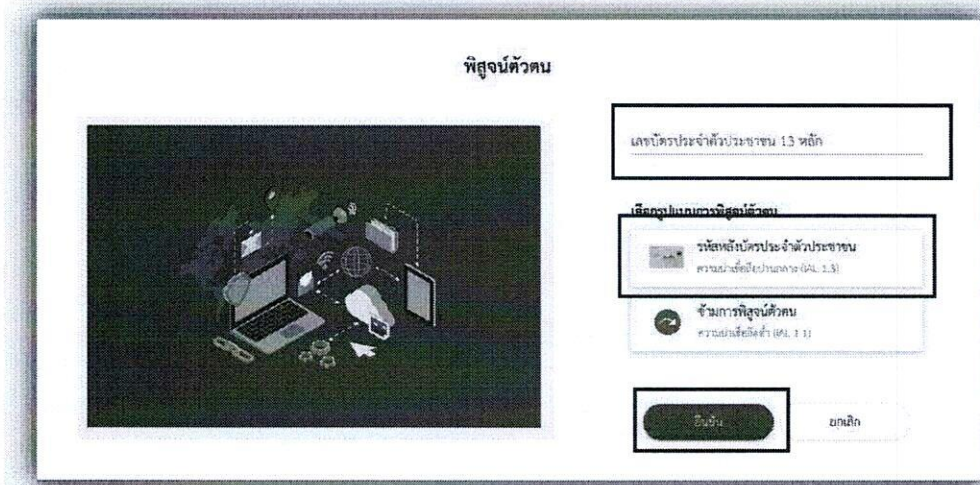 พิสูจน์ตัวตน
เลขบัตรประจำตัวประชาชน 13 หลัก
เลือกรูปแบบการพิสูจน์ตัวตน
รหัสหลังบัตรประจำตัวประชาชน
ความน่าเชื่อถือปานกลาง (IAL 1.3)
ข้ามการพิสูจน์ตัวตน
ความน่าเชื่อถือต่ำ (IAL 1.1)
ยืนยัน
ยกเลิก